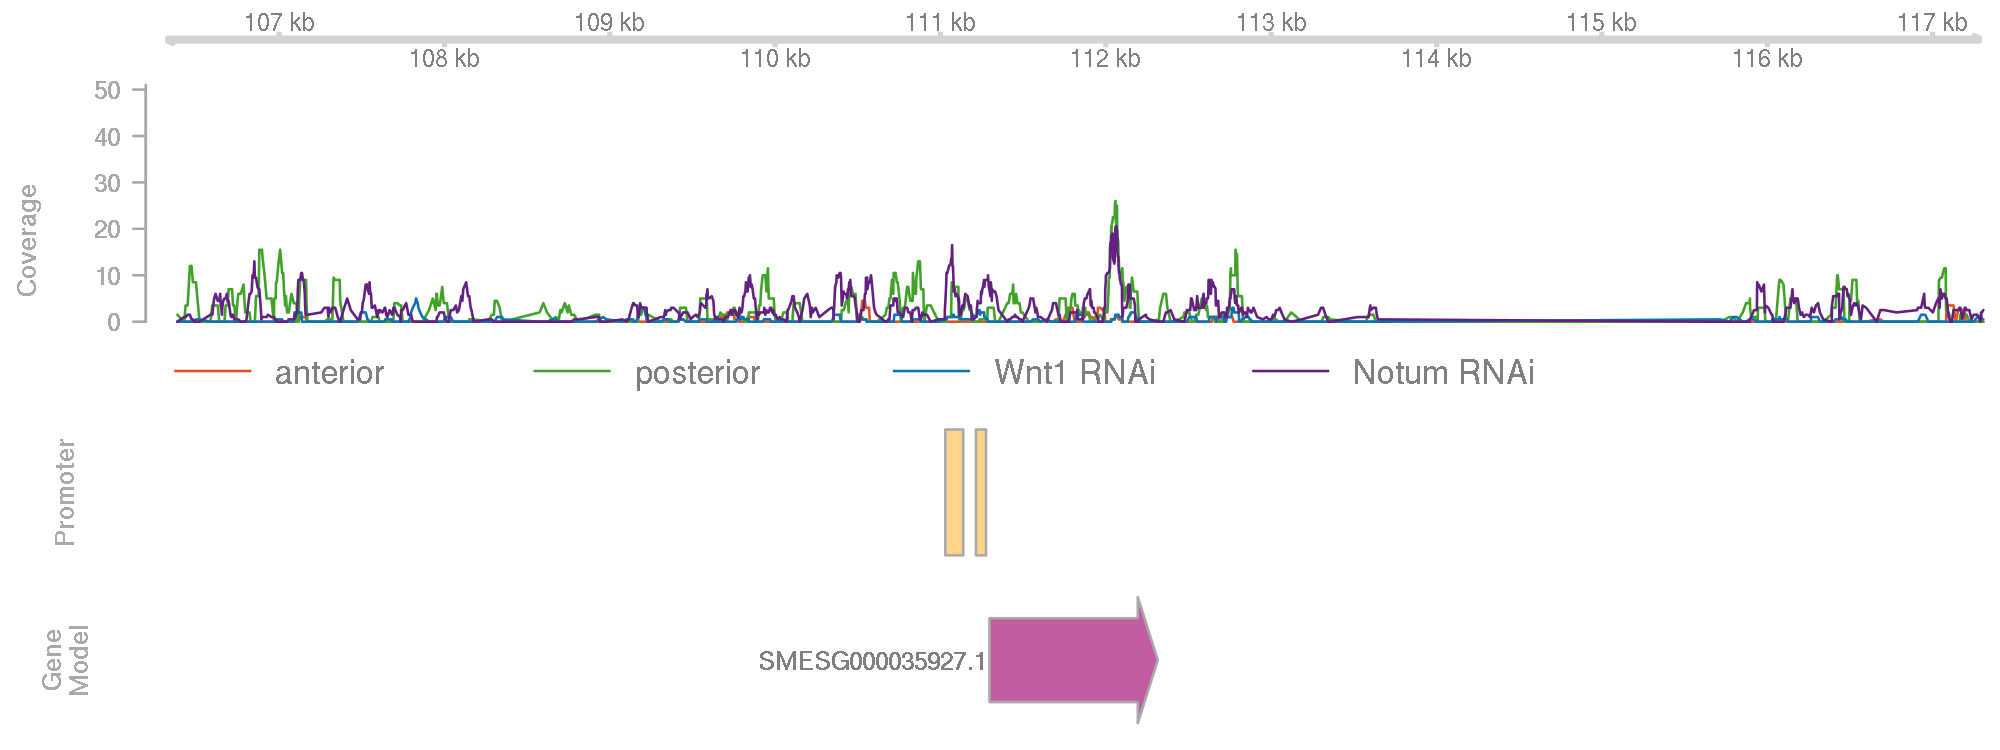 107 kb 109 kb 111 kb 113 kb 115 kb 117 kb
108 kb 110 kb 112 kb 114 kb 116 kb
50
40
30
20
10
0
Coverage
anterior posterior Wnt1 RNAi Notum RNAi
Promoter
Gene
Model
SMESG000035927.1